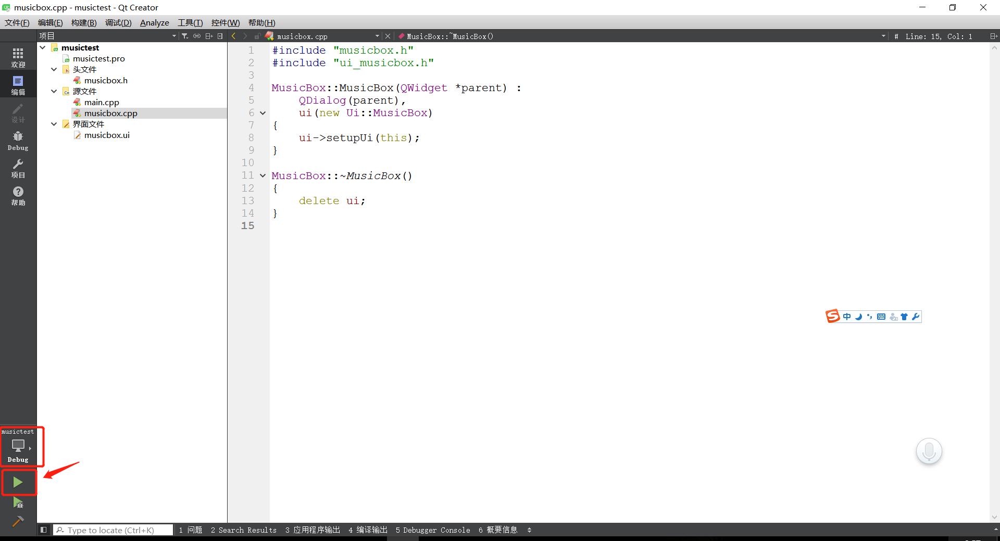 musicbox.cpp - musictest - Qt Creator
文件(F) 编辑(E) 构建(B) 调试(D) Analyze 工具(T) 控件(W) 帮助(H)
项目
musicbox.cpp
MusicBox::~MusicBox()
# Line: 15, Col: 1
欢迎
编辑
设计
Debug
项目
帮助
musictest
musictest.pro
头文件
musicbox.h
源文件
main.cpp
musicbox.cpp
界面文件
musicbox.ui
1 #include "musicbox.h"
2 #include "ui_musicbox.h"
3
4 MusicBox::MusicBox(QWidget *parent) :
5 QDialog(parent),
6 ui(new Ui::MusicBox)
7 {
8 ui->setupUi(this);
9 }
10
11 MusicBox::~MusicBox()
12 {
13 delete ui;
14 }
15
中
musictest
Debug
Type to locate (Ctrl+K)
1 问题 2 Search Results 3 应用程序输出 4 编译输出 5 Debugger Console 6 概要信息